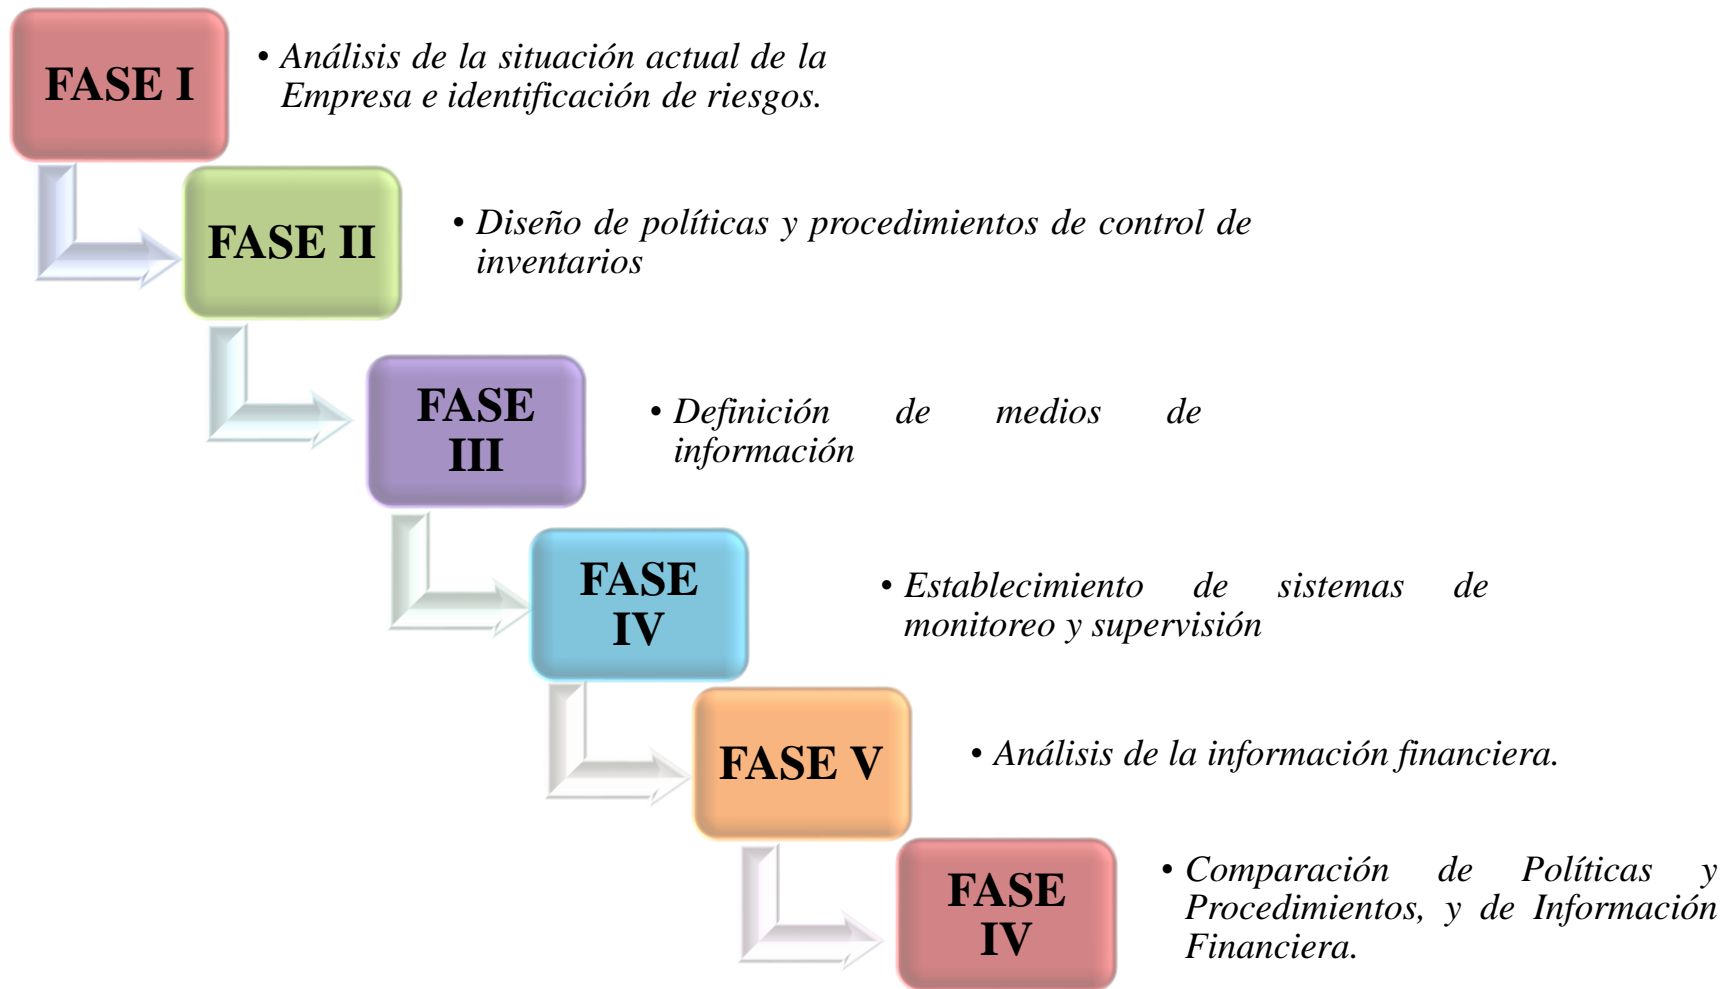 FASE I
• Análisis de la situación actual de la
Empresa e identificación de riesgos.
FASE II
• Diseño de políticas y procedimientos de control de
inventarios
FASE
III
• Definición de medios de
información
FASE
IV
• Establecimiento de sistemas de
monitoreo y supervisión
FASE V
• Análisis de la información financiera.
FASE
IV
• Comparación de Políticas y
Procedimientos, y de Información
Financiera.